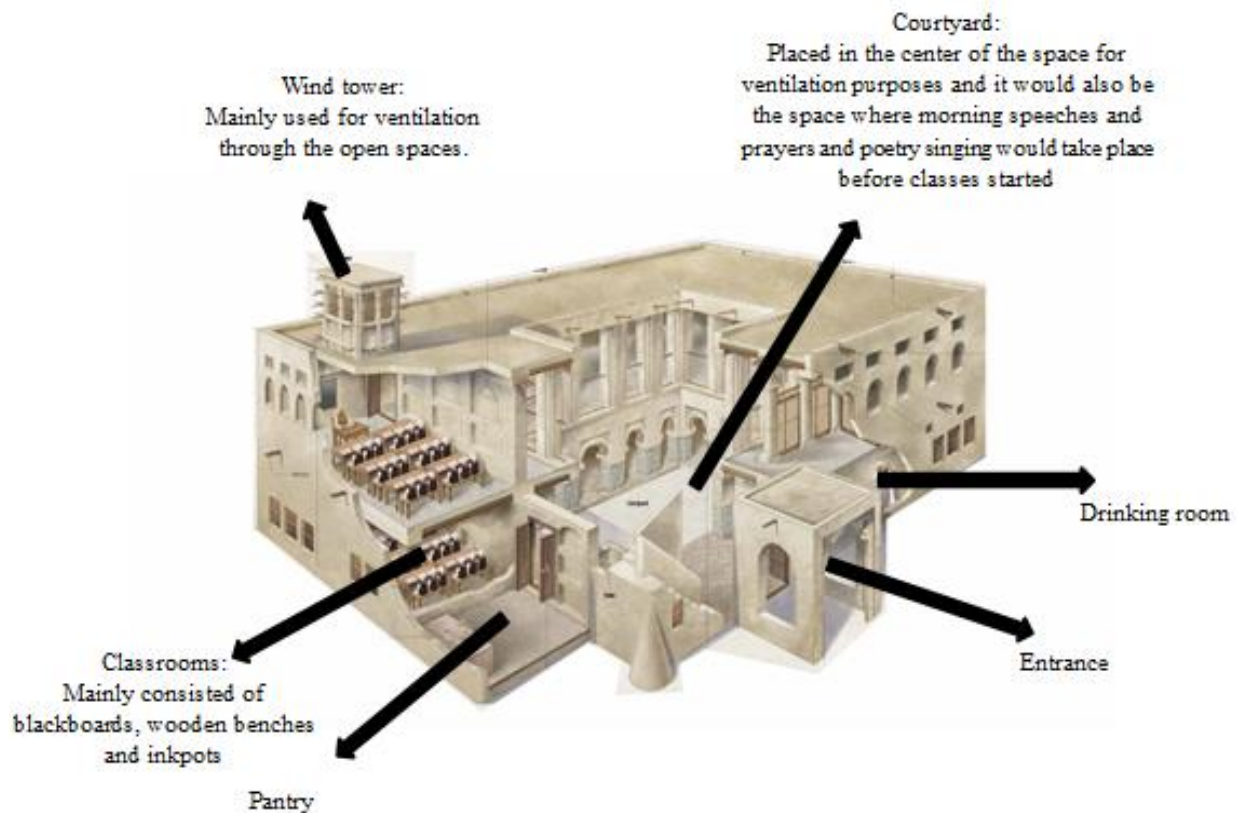 Courtyard:
Placed in the center of the space for
ventilation purposes and it would also be
the space where morning speeches and
prayers and poetry singing would take place
before classes started
Wind tower:
Mainly used for ventilation
through the open spaces.
Drinking room
Entrance
Classrooms:
Mainly consisted of
blackboards, wooden benches
and inkpots
Pantry